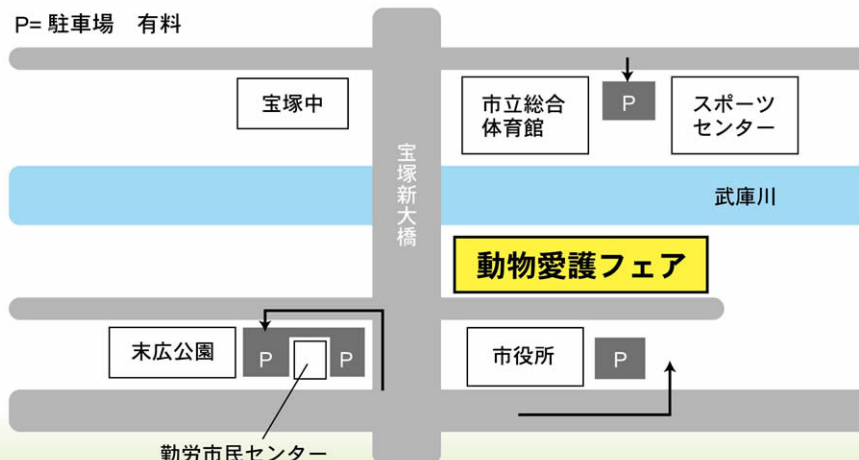 P=駐車場　有料
宝塚中
市立総合
体育館
P
スポーツ
センター
宝塚新大橋
武庫川
動物愛護フェア
末広公園
P
P
市役所
P
勤労市民センター